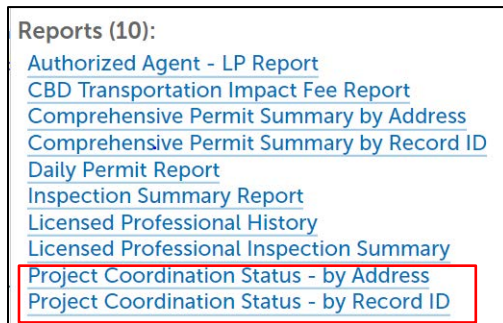 Reports (10):
Authorized Agent - LP Report
CBD Transportation Impact Fee Report
Comprehensive Permit Summary by Address
Comprehensive Permit Summary by Record ID
Daily Permit Report
Inspection Summary Report
Licensed Professional History
Licensed Professional Inspection Summary
Project Coordination Status - by Address
Project Coordination Status - by Record ID